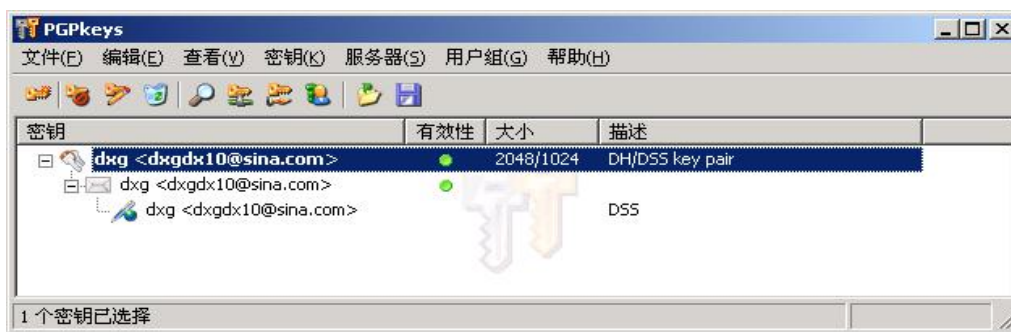 PGPkeys
文件(F) 编辑(E) 查看(V) 密钥(K) 服务器(S) 用户组(G) 帮助(H)
密钥 有效性 大小 描述
dxg <dxgdx10@sina.com> 2048/1024 DH/DSS key pair
dxg <dxgdx10@sina.com>
dxg <dxgdx10@sina.com> DSS
1 个密钥已选择